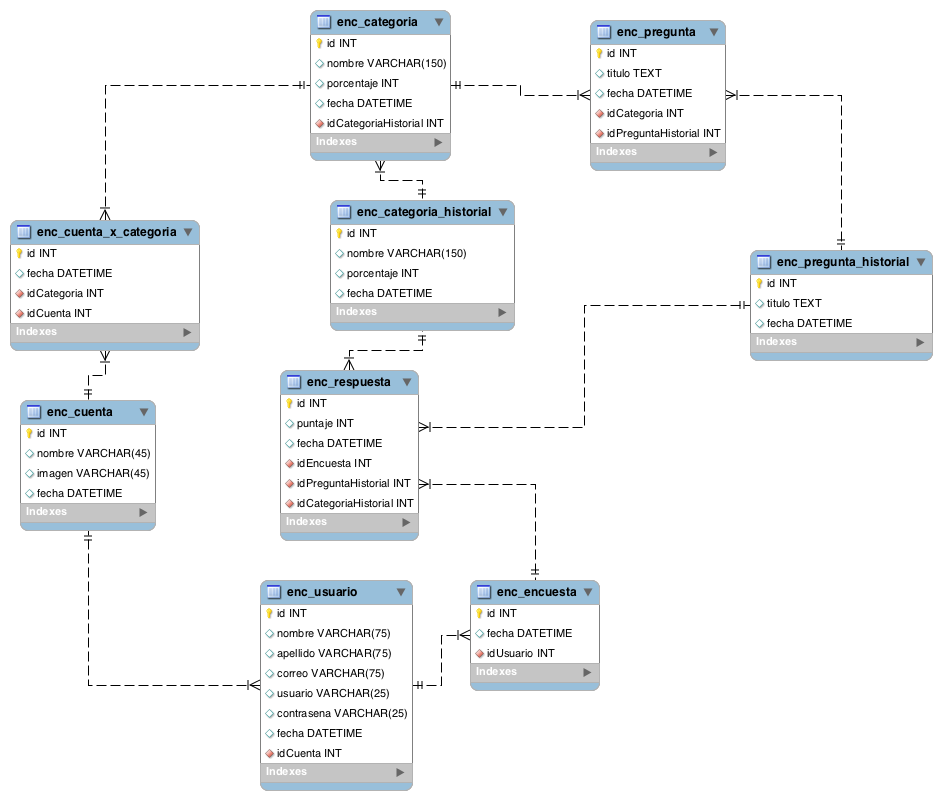 enc_categoria
id INT
nombre VARCHAR(150)
porcentaje INT
fecha DATETIME
idCategoriaHistorial INT
Indexes
enc_pregunta
id INT
titulo TEXT
fecha DATETIME
idCategoria INT
idPreguntaHistorial INT
Indexes
enc_cuenta_x_categoria
id INT
fecha DATETIME
idCategoria INT
idCuenta INT
Indexes
enc_categoria_historial
id INT
nombre VARCHAR(150)
porcentaje INT
fecha DATETIME
Indexes
enc_pregunta_historial
id INT
titulo TEXT
fecha DATETIME
Indexes
enc_cuenta
id INT
nombre VARCHAR(45)
imagen VARCHAR(45)
fecha DATETIME
Indexes
enc_respuesta
id INT
puntaje INT
fecha DATETIME
idEncuesta INT
idPreguntaHistorial INT
idCategoriaHistorial INT
Indexes
enc_usuario
id INT
nombre VARCHAR(75)
apellido VARCHAR(75)
correo VARCHAR(75)
usuario VARCHAR(25)
contrasena VARCHAR(25)
fecha DATETIME
idCuenta INT
Indexes
enc_encuesta
id INT
fecha DATETIME
idUsuario INT
Indexes